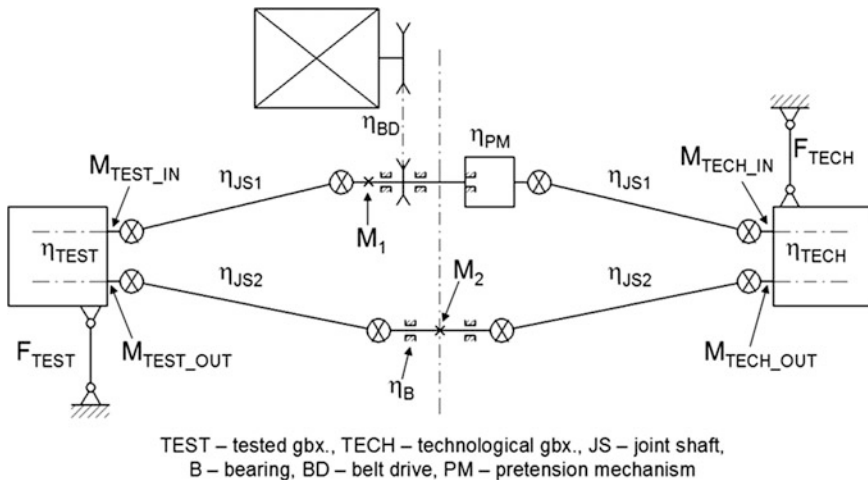 η_BD
η_PM
F_TECH
M_TEST_IN
η_JS1
η_JS1
M_TECH_IN
M_1
η_TEST
η_TECH
η_JS2
M_2
η_JS2
F_TEST
M_TEST_OUT
η_B
M_TECH_OUT
TEST – tested gbx., TECH – technological gbx., JS – joint shaft,
B – bearing, BD – belt drive, PM – pretension mechanism